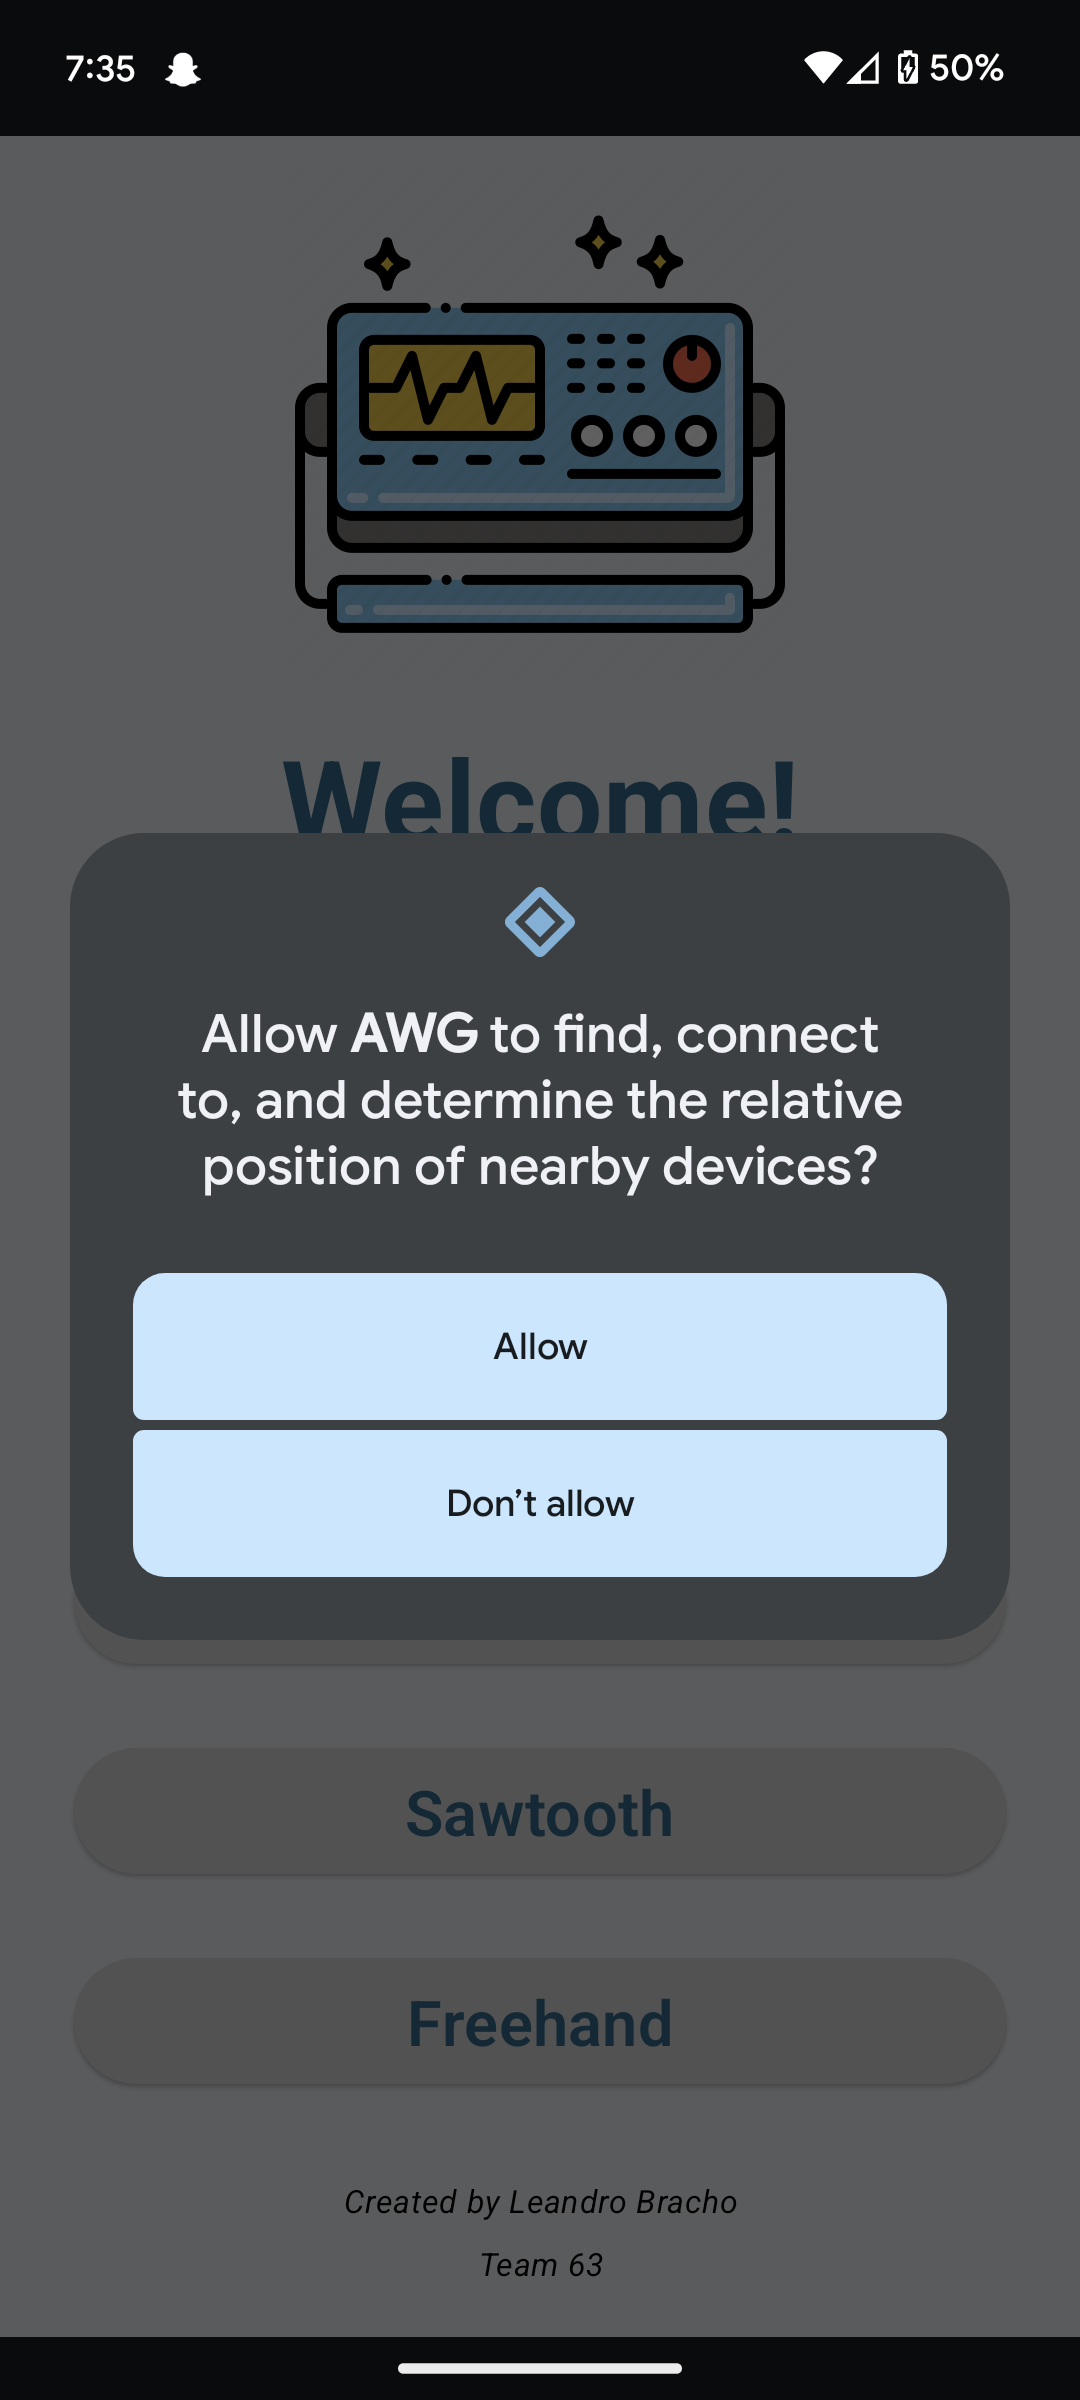 7:35
50%
Welcome!
Allow AWG to find, connect
to, and determine the relative
position of nearby devices?
Allow
Don’t allow
Sawtooth
Freehand
Created by Leandro Bracho
Team 63